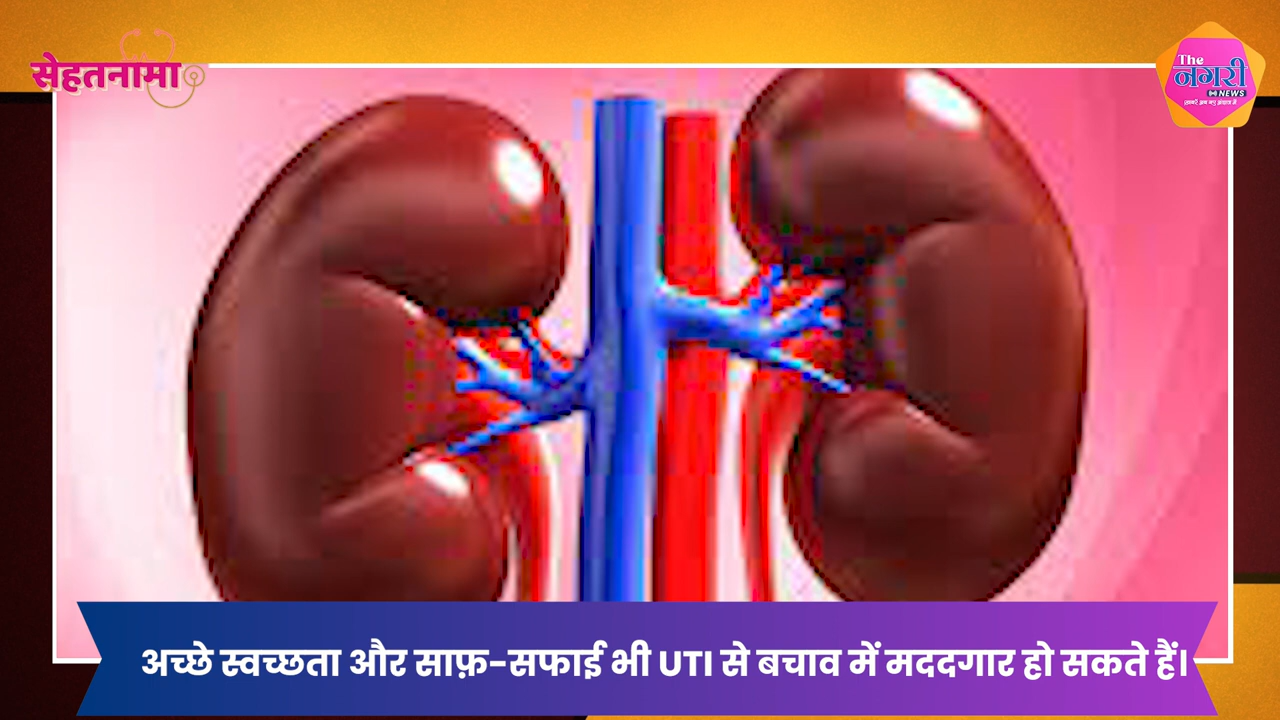 सेहतनामा
The
नगरी
NEWS
अच्छे स्वच्छता और साफ़-सफाई भी UTI से बचाव में मददगार हो सकते हैं।